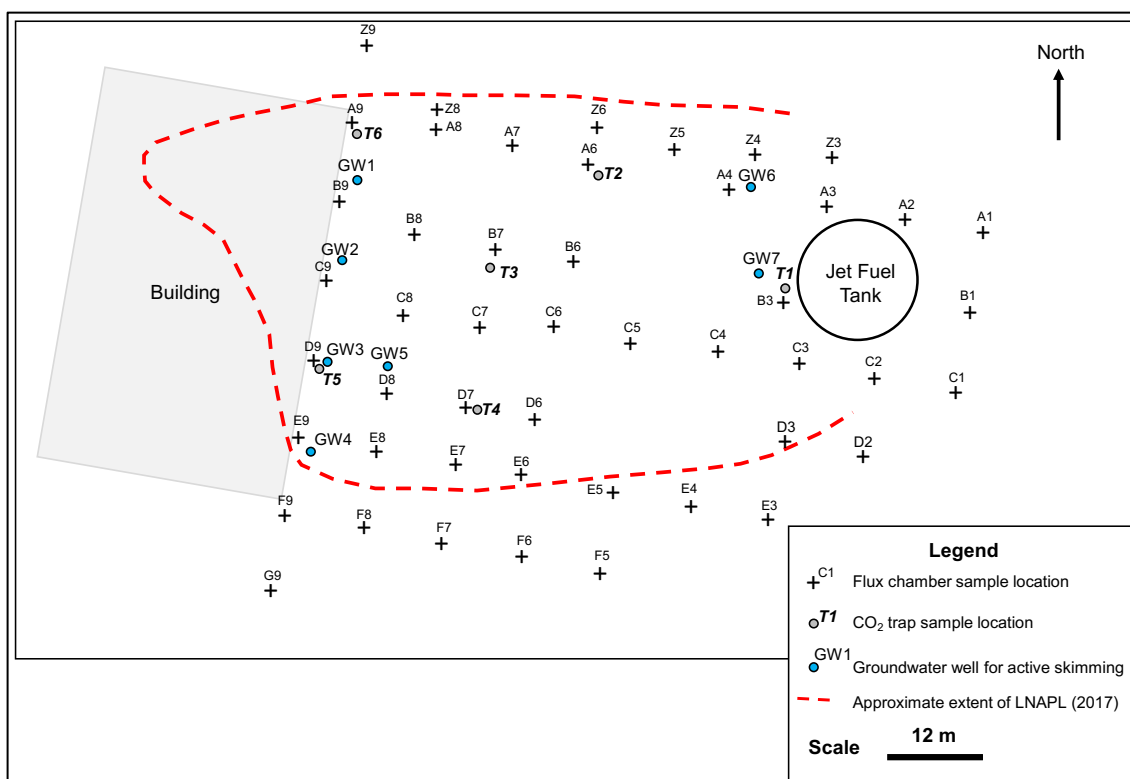 Z9
North
A9
Z8
T6
A8
A7
Z6
Z5
Z4
Z3
A6
T2
GW1
GW6
A4
B9
A3
A2
A1
B8
B7
B6
GW2
T3
GW7
T1
C9
Jet Fuel
Tank
Building
B3
B1
C8
C7
C6
C5
C4
C3
C2
C1
D9
GW3
GW5
T5
D8
D7
T4
D6
D3
D2
E9
GW4
E8
E7
E6
E5
E4
E3
F9
F8
F7
F6
F5
G9
Legend
C1
Flux chamber sample location
T1
CO2 trap sample location
GW1
Groundwater well for active skimming
Approximate extent of LNAPL (2017)
Scale
12 m